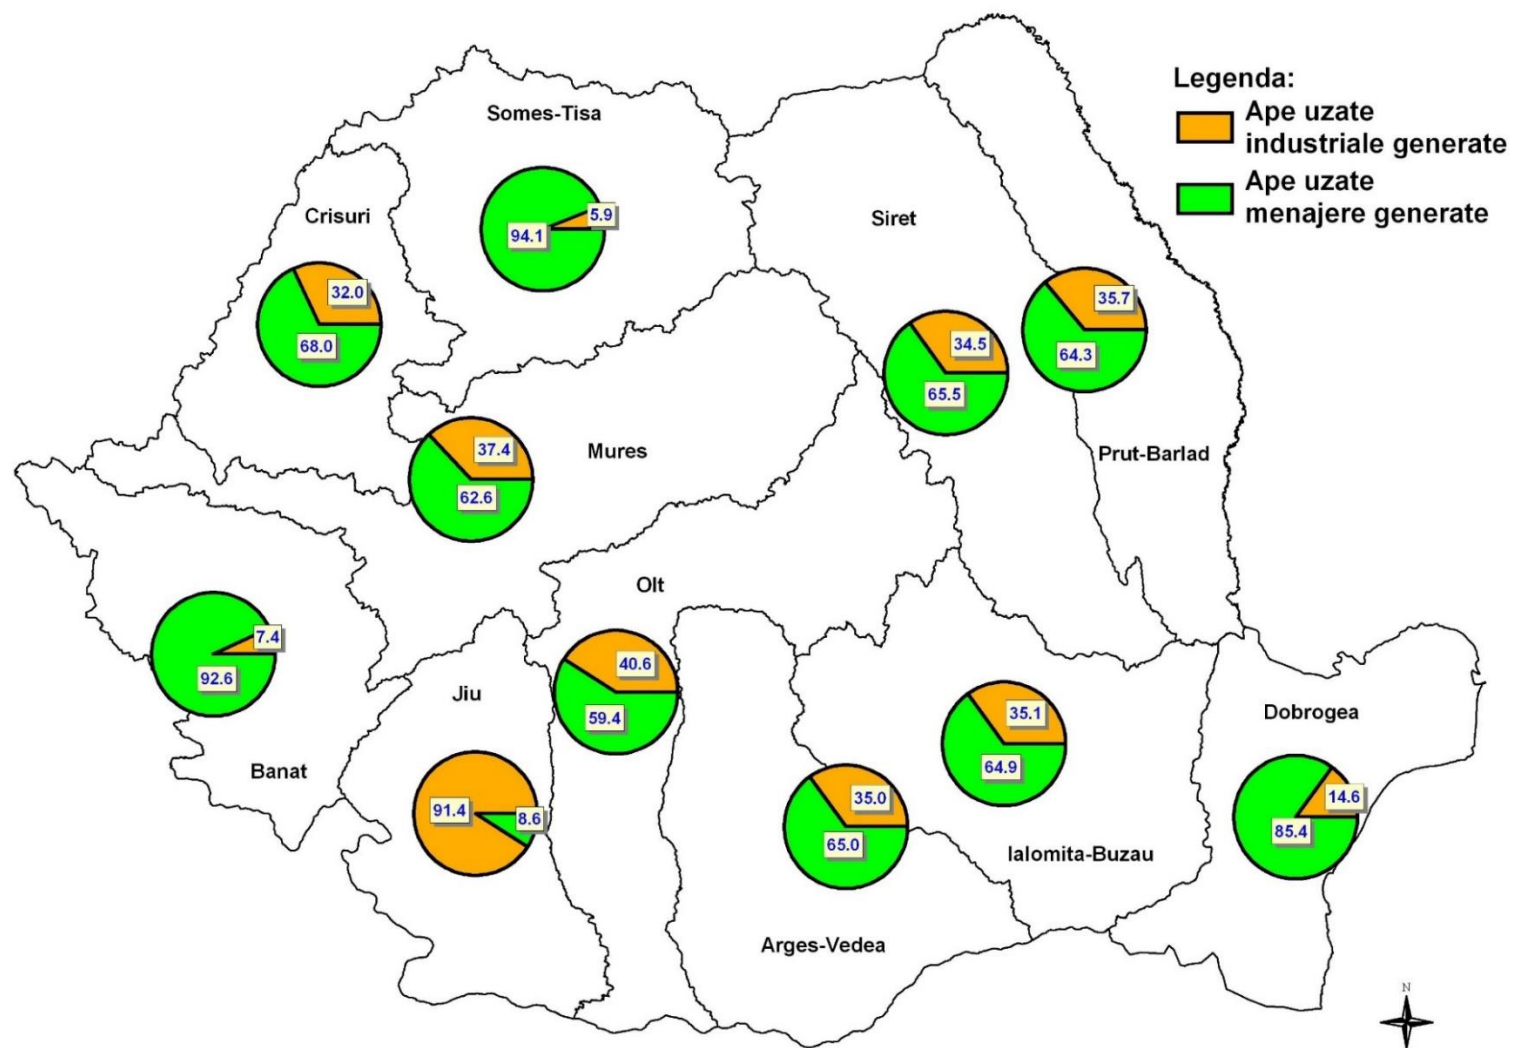 Legenda:
Ape uzate
industriale generate
Ape uzate
menajere generate
Somes-Tisa
5.9
94.1
Crisuri
32.0
68.0
Siret
34.5
65.5
35.7
64.3
Prut-Barlad
Mures
37.4
62.6
Olt
40.6
59.4
7.4
92.6
Banat
Jiu
91.4
8.6
35.0
65.0
Arges-Vedea
35.1
64.9
Ialomita-Buzau
Dobrogea
14.6
85.4
N